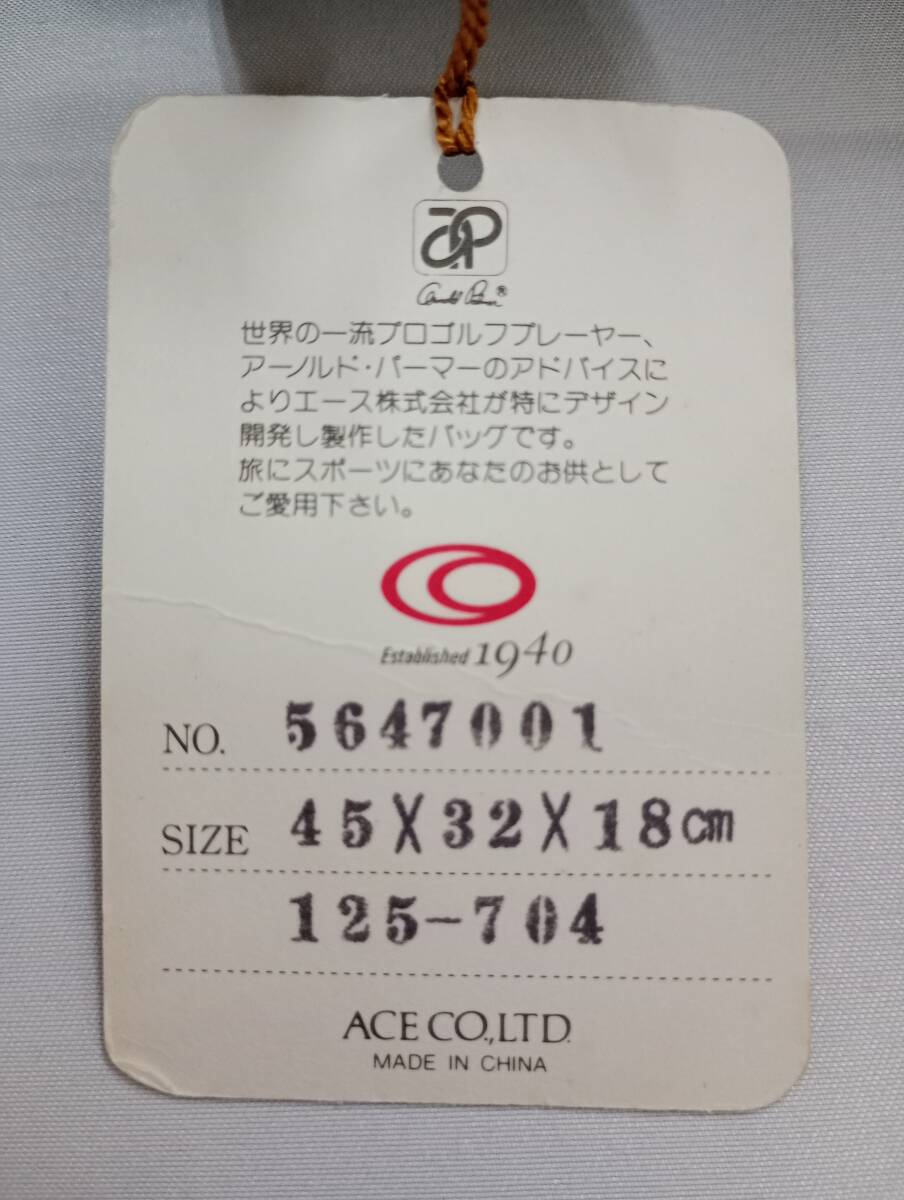 ap
Arnold Palmer®
世界の一流プロゴルフプレーヤー、
アーノルド・パーマーのアドバイスに
よりエース株式会社が特にデザイン
開発し製作したバッグです。
旅にスポーツにあなたのお供として
ご愛用下さい。
Established 1940
NO. 5647001
SIZE 45X32X18cm
125-704
ACE CO.,LTD.
MADE IN CHINA